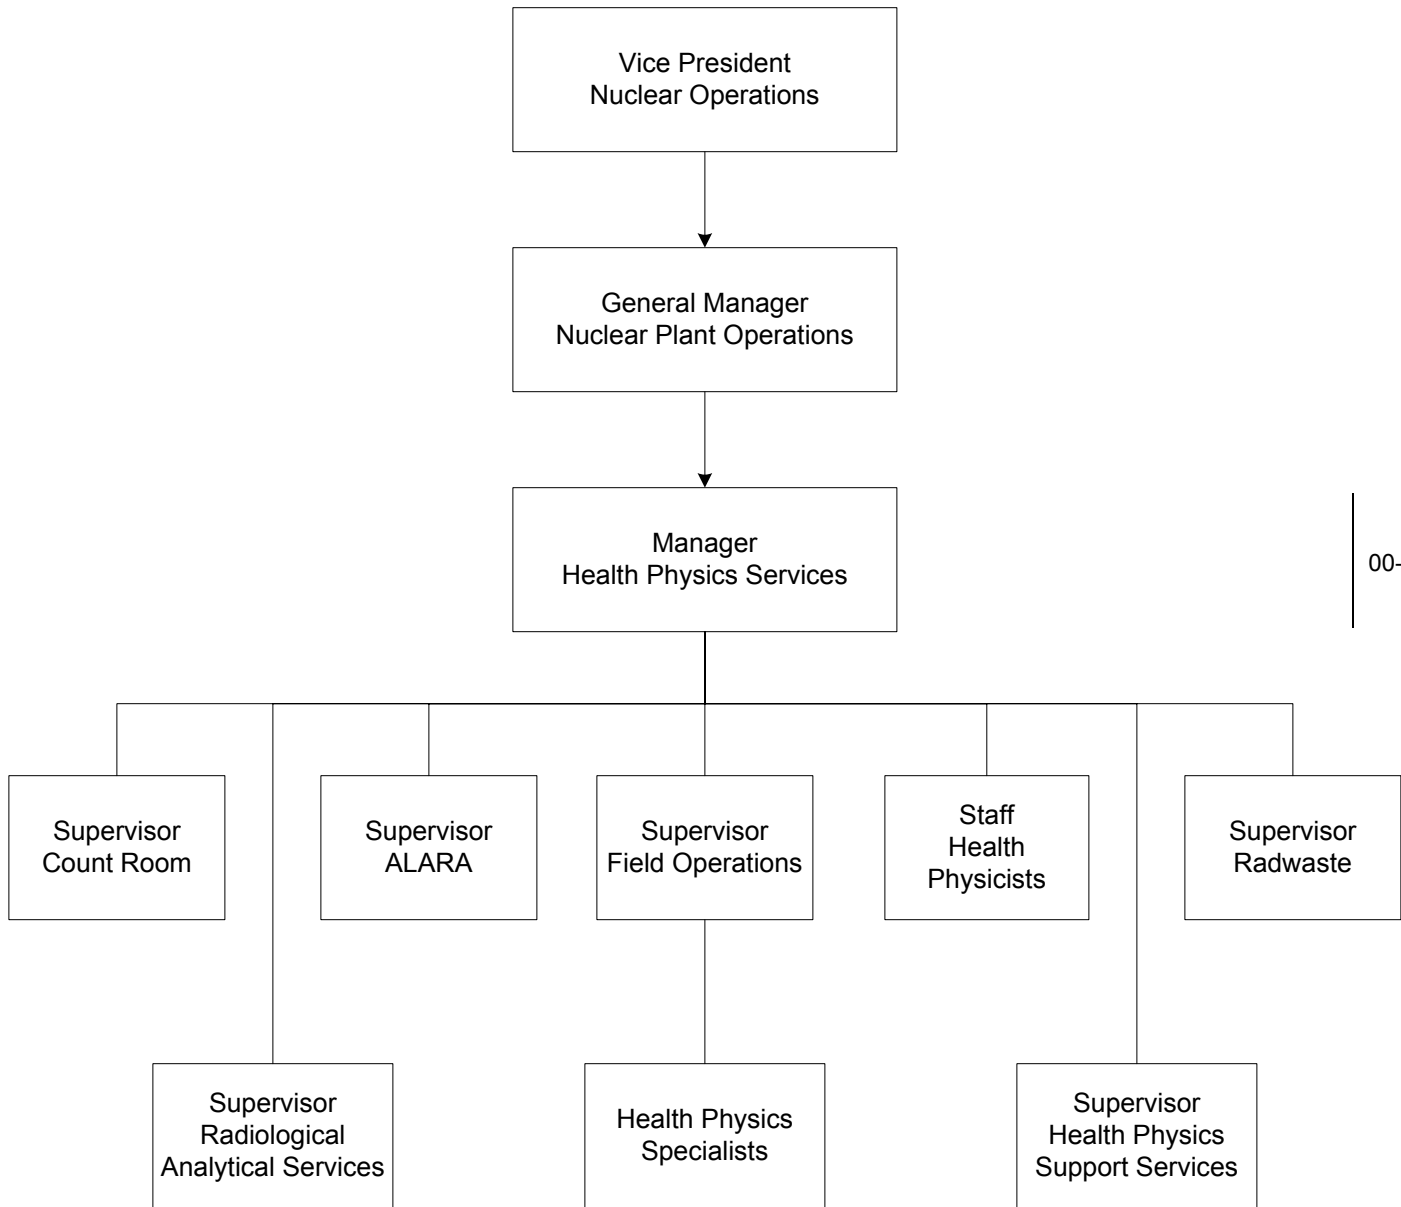 Vice President
Nuclear Operations
General Manager
Nuclear Plant Operations
Manager
Health Physics Services
00-
Supervisor
Count Room
Supervisor
ALARA
Supervisor
Field Operations
Staff
Health
Physicists
Supervisor
Radwaste
Supervisor
Radiological
Analytical Services
Health Physics
Specialists
Supervisor
Health Physics
Support Services